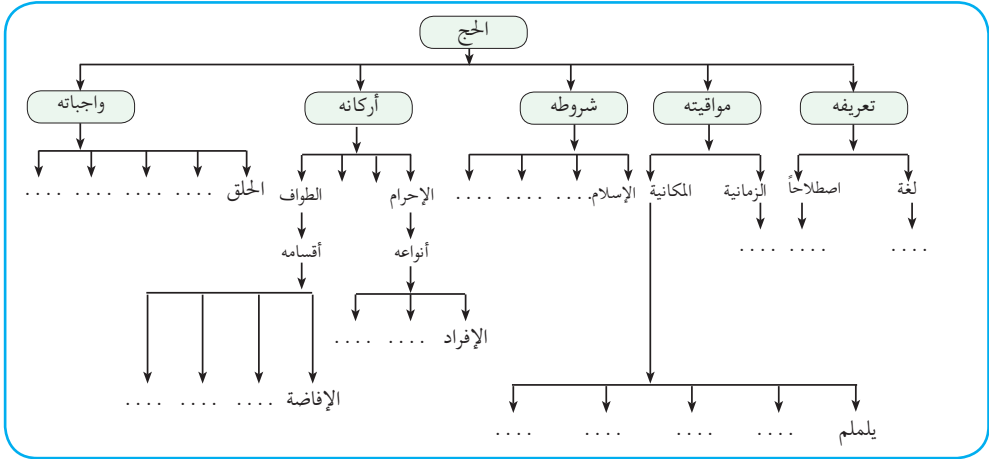 الحج
تعريفه مواقيته شروطه أركانه واجباته
لغة اصطلاحاً الزمانية المكانية الإسلام .... .... .... الإحرام الطواف الحلق .... .... .... ....
.... .... .... أنواعه أقسامه
الإفراد .... ....
الإفاضة .... .... ....
يلملم .... .... .... ....